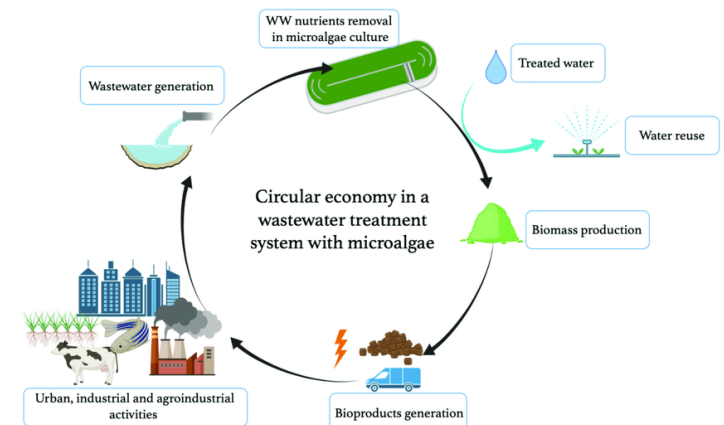 WW nutrients removal
in microalgae culture
Treated water
Wastewater generation
Water reuse
Circular economy in a
wastewater treatment
system with microalgae
Biomass production
Urban, industrial and agroindustrial
activities
Bioproducts generation